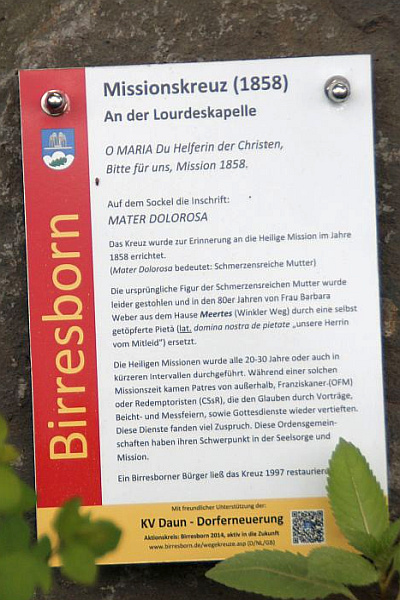 Missionskreuz (1858)
An der Lourdeskapelle
O MARIA Du Helferin der Christen,
Bitte für uns, Mission 1858.
Auf dem Sockel die Inschrift:
MATER DOLOROSA
Das Kreuz wurde zur Erinnerung an die Heilige Mission im Jahre
1858 errichtet.
(Mater Dolorosa bedeutet: Schmerzensreiche Mutter)
Die ursprüngliche Figur der Schmerzensreichen Mutter wurde
leider gestohlen und in den 80er Jahren von Frau Barbara
Weber aus dem Hause Meertes (Winkler Weg) durch eine selbst
getöpferte Pietà (lat. domina nostra de pietate „unsere Herrin
vom Mitleid") ersetzt.
Die Heiligen Missionen wurde alle 20-30 Jahre oder auch in
kürzeren Intervallen durchgeführt. Während einer solchen
Missionszeit kamen Patres von außerhalb, Franziskaner-(OFM)
oder Redemptoristen (CSsR), die den Glauben durch Vorträge,
Beicht- und Messfeiern, sowie Gottesdienste wieder vertieften.
Diese Dienste fanden viel Zuspruch. Diese Ordensgemein-
schaften haben ihren Schwerpunkt in der Seelsorge und
Mission.
Ein Birresborner Bürger ließ das Kreuz 1997 restaurier
Birresborn
Mit freundlicher Unterstützung der:
KV Daun - Dorferneuerung
Aktionskreis: Birresborn 2014, aktiv in die Zukunft
www.birresborn.de/wegekreuze.asp (D/NL/GB)